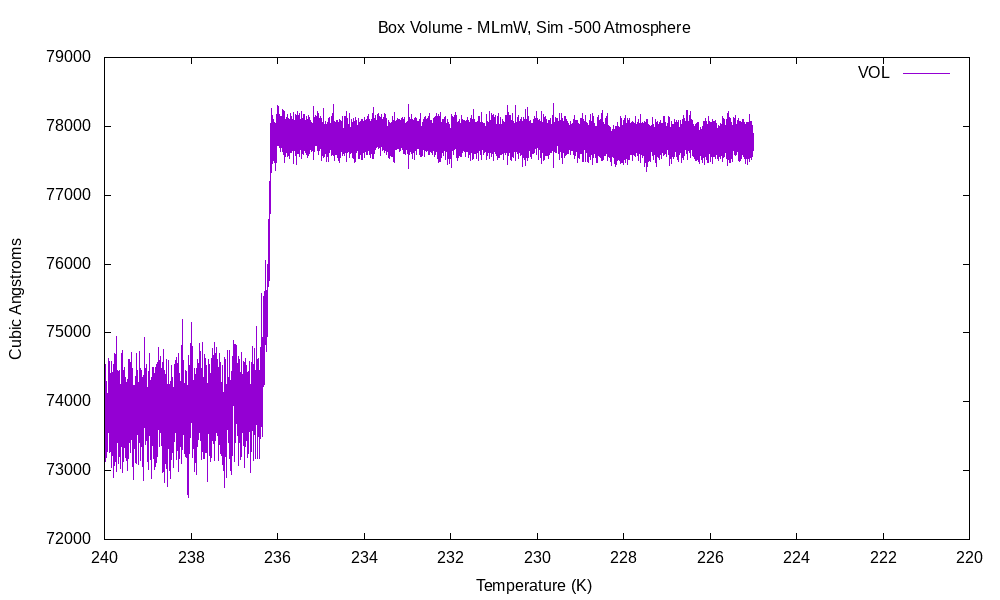 Box Volume - MLmW, Sim -500 Atmosphere
VOL
79000
78000
77000
76000
75000
74000
73000
72000
Cubic Angstroms
240 238 236 234 232 230 228 226 224 222 220
Temperature (K)